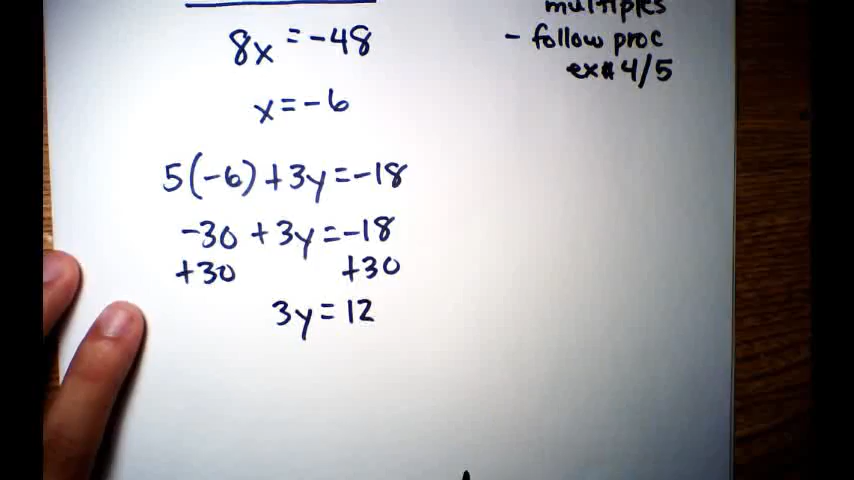 8x = -48
x = -6
5(-6) + 3y = -18
-30 + 3y = -18
+30 +30
3y = 12
multiples
- follow proc
ex# 4/5